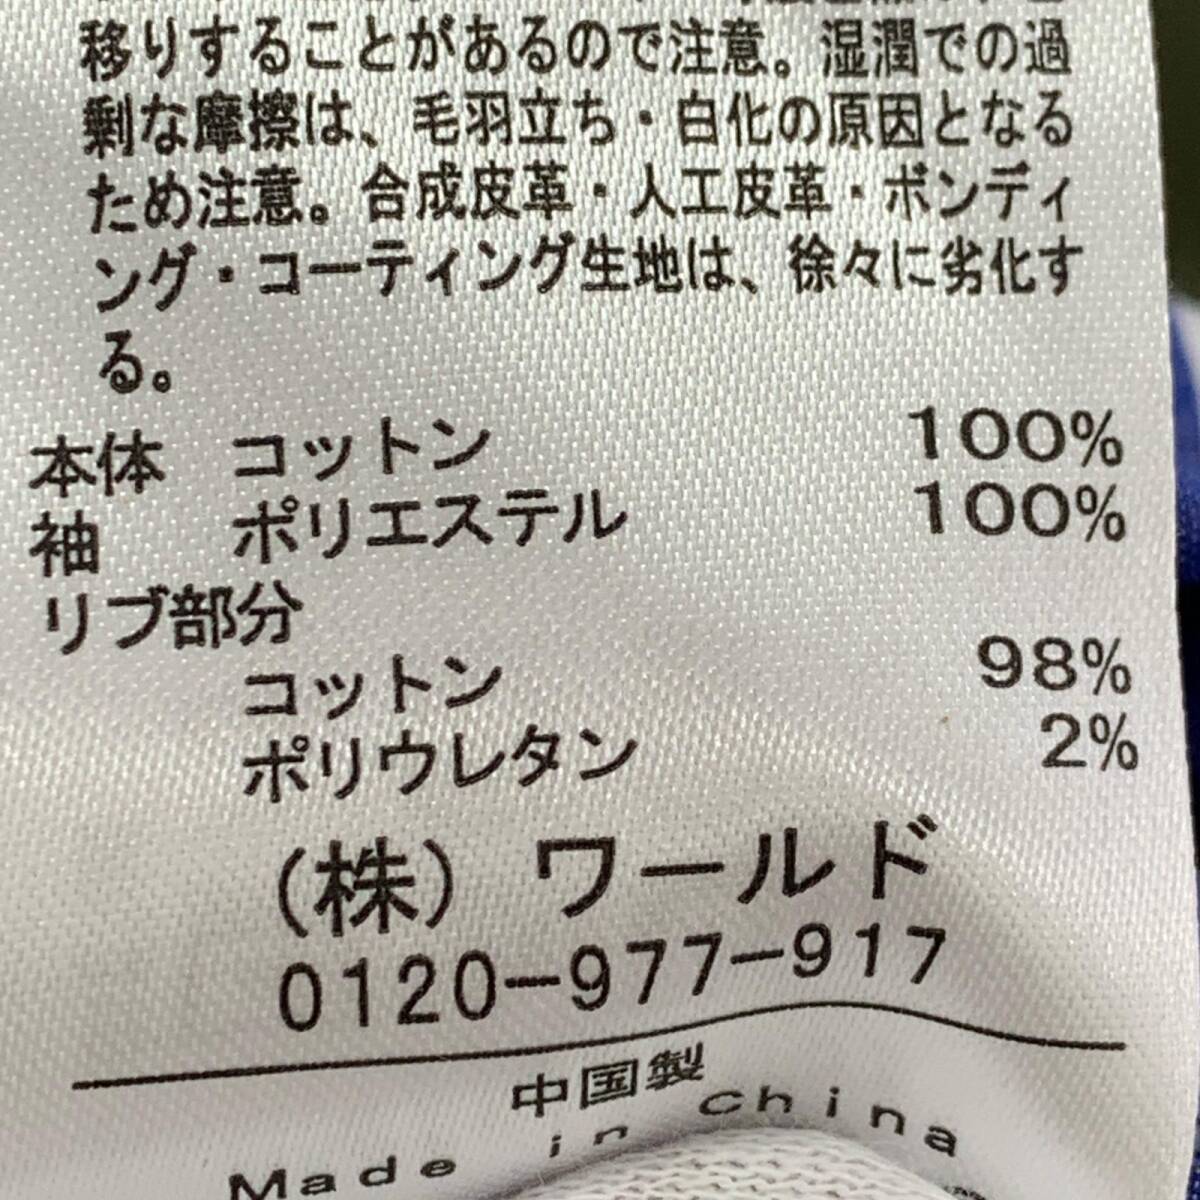 移りすることがあるので注意。湿潤での過
剰な摩擦は、毛羽立ち・白化の原因となる
ため注意。合成皮革・人工皮革・ボンディ
ング・コーティング生地は、徐々に劣化す
る。
本体 コットン 100%
袖 ポリエステル 100%
リブ部分
コットン 98%
ポリウレタン 2%
(株) ワールド
0120-977-917
中国製
Made in china